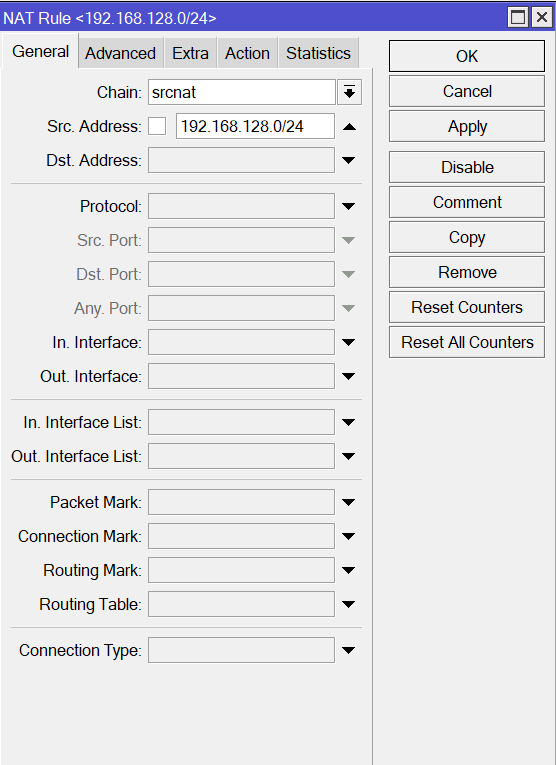 NAT Rule <192.168.128.0/24>
General Advanced Extra Action Statistics
Chain: srcnat
Src. Address: 192.168.128.0/24
Dst. Address:
Protocol:
Src. Port:
Dst. Port:
Any. Port:
In. Interface:
Out. Interface:
In. Interface List:
Out. Interface List:
Packet Mark:
Connection Mark:
Routing Mark:
Routing Table:
Connection Type:
OK
Cancel
Apply
Disable
Comment
Copy
Remove
Reset Counters
Reset All Counters